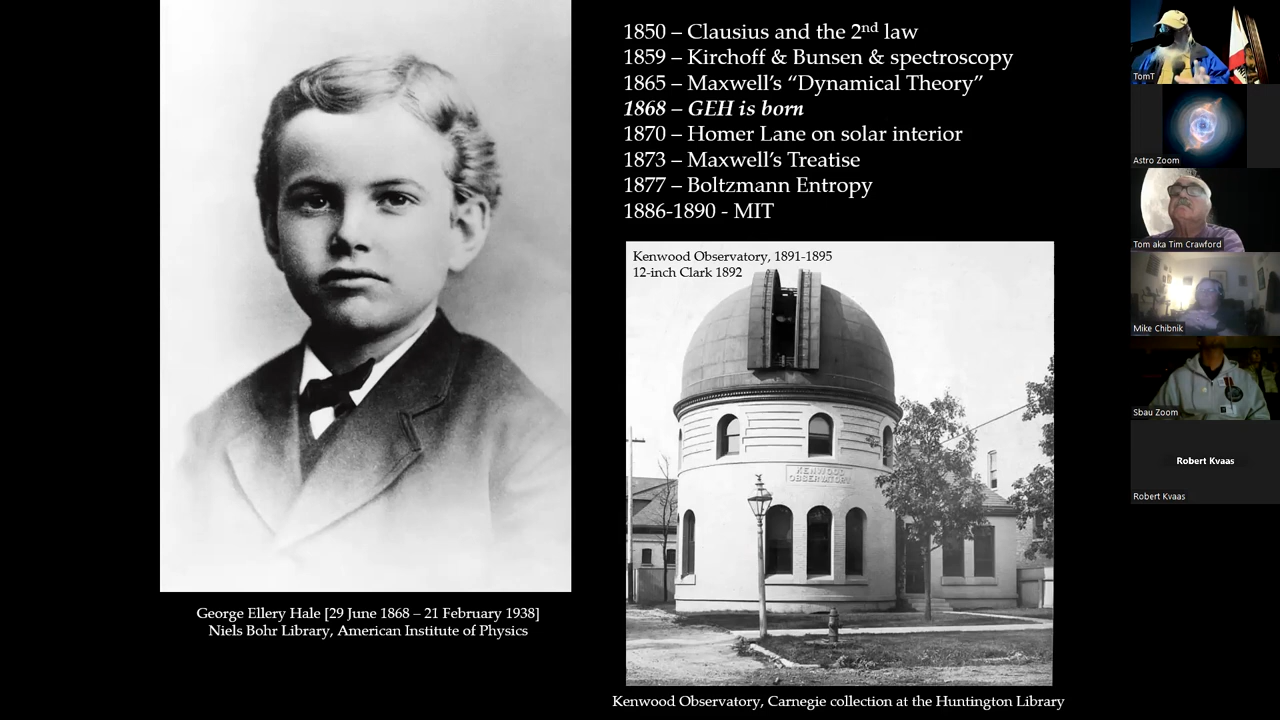 1850 – Clausius and the 2nd law
1859 – Kirchoff & Bunsen & spectroscopy
1865 – Maxwell's “Dynamical Theory”
1868 – GEH is born
1870 – Homer Lane on solar interior
1873 – Maxwell's Treatise
1877 – Boltzmann Entropy
1886-1890 - MIT
Kenwood Observatory, 1891-1895
12-inch Clark 1892
KENWOOD
OBSERVATORY
George Ellery Hale [29 June 1868 – 21 February 1938]
Niels Bohr Library, American Institute of Physics
Kenwood Observatory, Carnegie collection at the Huntington Library
TomT
Astro Zoom
Tom aka Tim Crawford
Mike Chibnik
Sbau Zoom
Robert Kvaas
Robert Kvaas